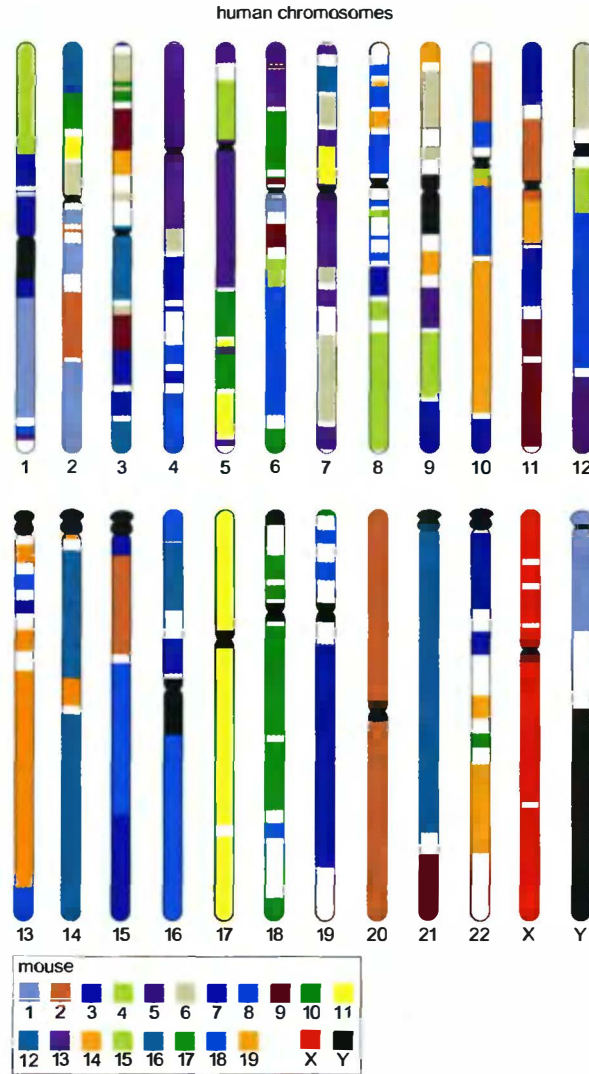 human chromosomes
1 2 3 4 5 6 7 8 9 10 11 12
13 14 15 16 17 18 19 20 21 22 X Y
mouse
1 2 3 4 5 6 7 8 9 10 11
12 13 14 15 16 17 18 19 X Y